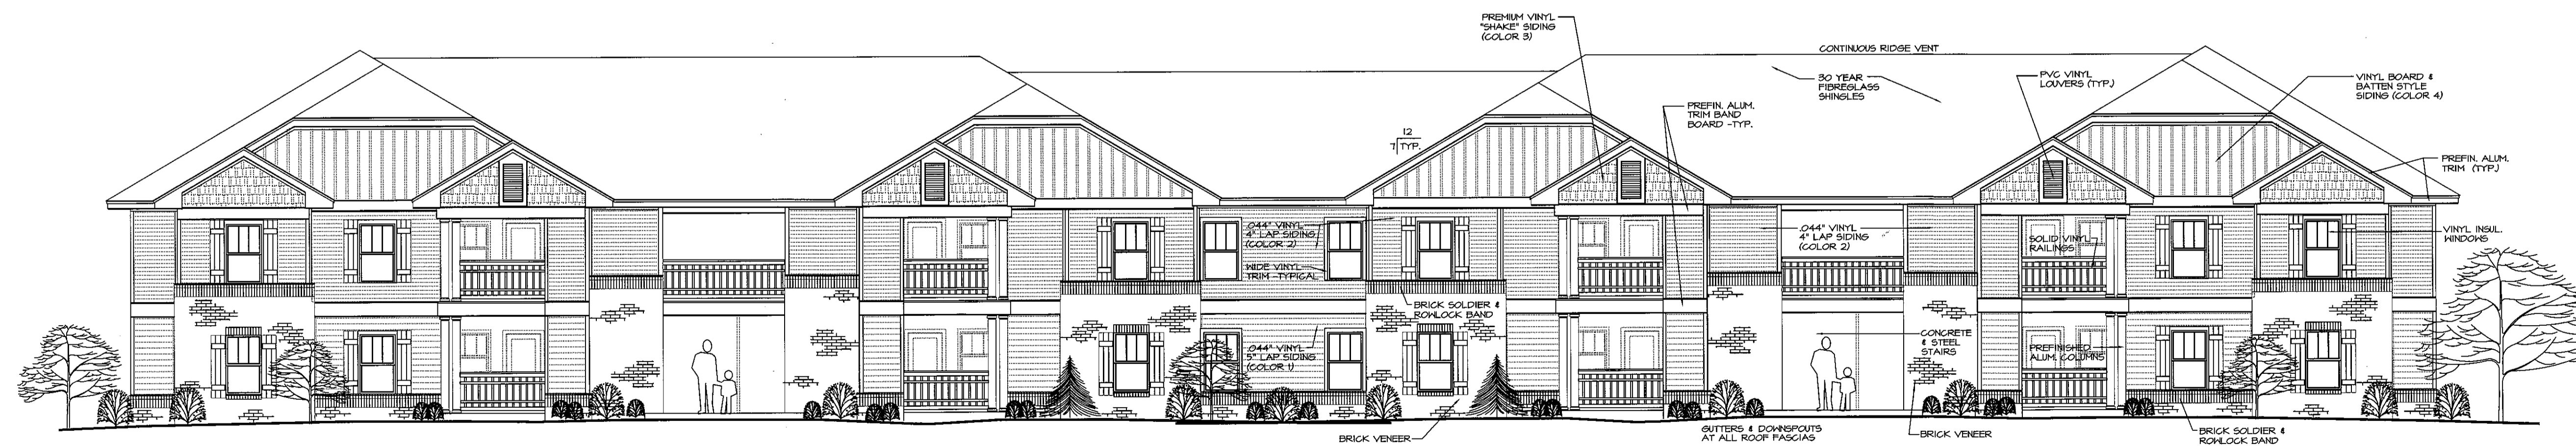 PREMIUM VINYL
"SHAKE" SIDING
(COLOR 3)
CONTINUOUS RIDGE VENT
30 YEAR
FIBREGLASS
SHINGLES
PVC VINYL
LOUVERS (TYP.)
VINYL BOARD &
BATTEN STYLE
SIDING (COLOR 4)
PREFIN. ALUM.
TRIM BAND
BOARD -TYP.
12
7 TYP.
PREFIN. ALUM.
TRIM (TYP.)
.044" VINYL
4" LAP SIDING
(COLOR 2)
.044" VINYL
4" LAP SIDING
(COLOR 2)
SOLID VINYL
RAILINGS
VINYL INSUL.
WINDOWS
WIDE VINYL
TRIM -TYPICAL
BRICK SOLDIER &
ROWLOCK BAND
.044" VINYL
5" LAP SIDING
(COLOR 1)
CONCRETE
& STEEL
STAIRS
PREFINISHED
ALUM. COLUMNS
BRICK VENEER
GUTTERS & DOWNSPOUTS
AT ALL ROOF FASCIAS
BRICK VENEER
BRICK SOLDIER &
ROWLOCK BAND